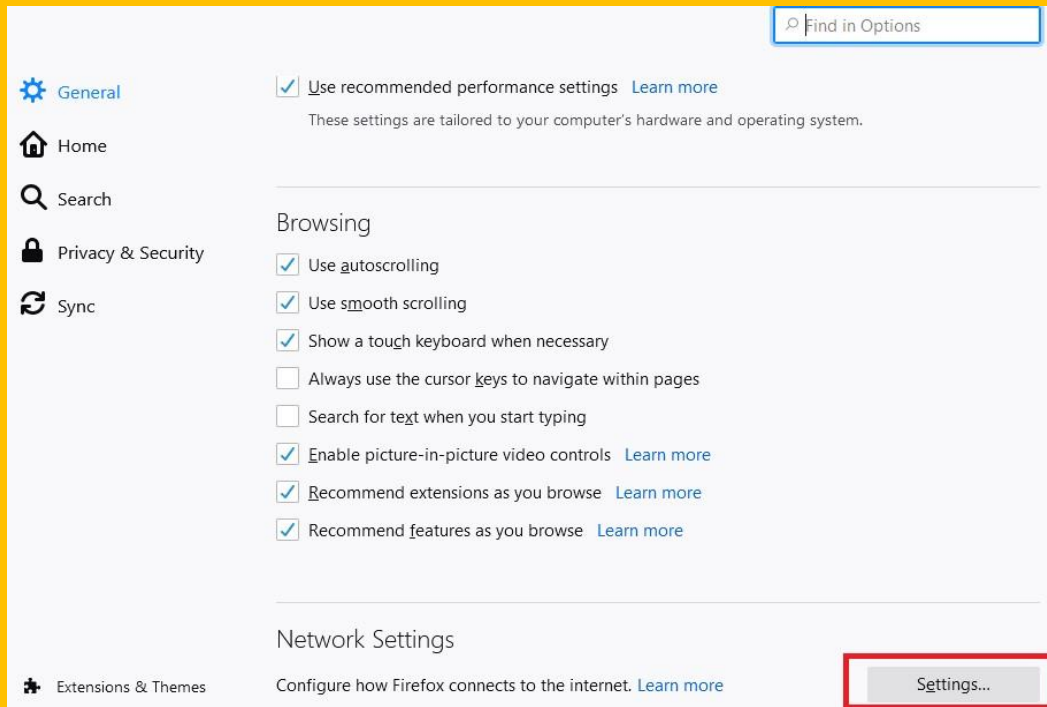 Find in Options
General
Home
Search
Privacy & Security
Sync
Use recommended performance settings Learn more
These settings are tailored to your computer's hardware and operating system.
Browsing
Use autoscrolling
Use smooth scrolling
Show a touch keyboard when necessary
Always use the cursor keys to navigate within pages
Search for text when you start typing
Enable picture-in-picture video controls Learn more
Recommend extensions as you browse Learn more
Recommend features as you browse Learn more
Network Settings
Configure how Firefox connects to the internet. Learn more
Settings...
Extensions & Themes